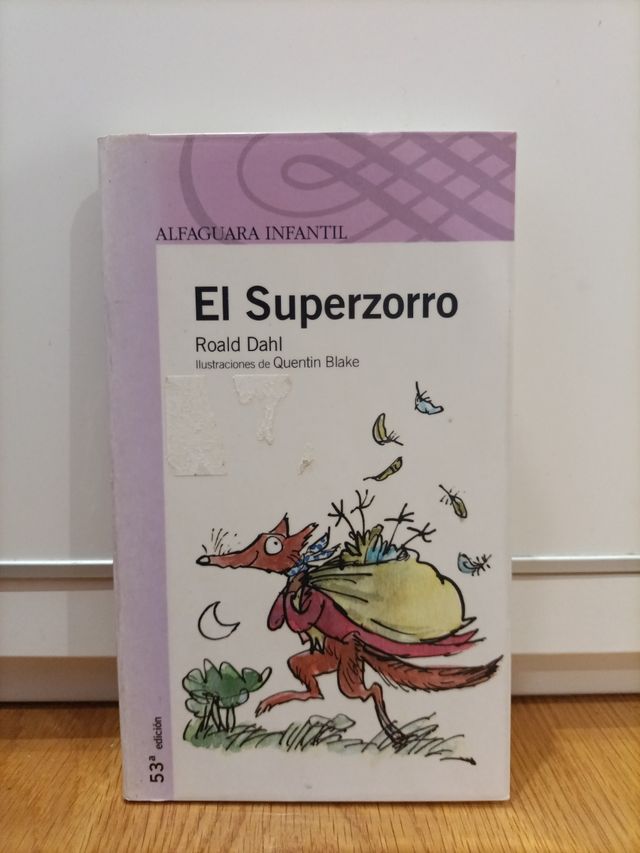 ALFAGUARA INFANTIL
El Superzorro
Roald Dahl
Ilustraciones de Quentin Blake
53ª edición